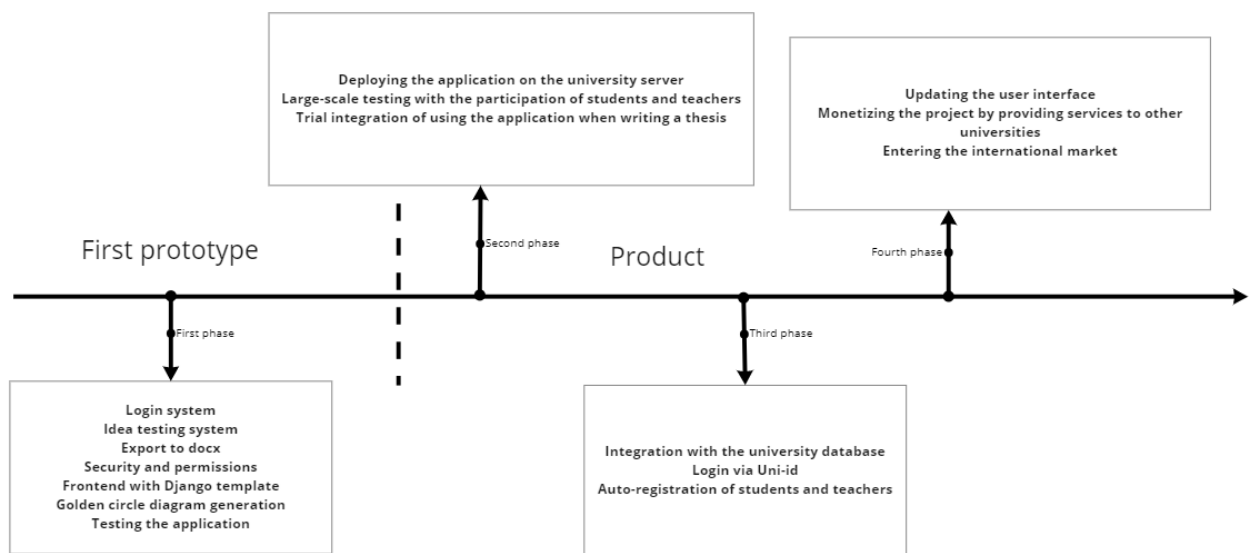 Deploying the application on the university server
Large-scale testing with the participation of students and teachers
Trial integration of using the application when writing a thesis
Updating the user interface
Monetizing the project by providing services to other
universities
Entering the international market
First prototype
Second phase
Product
Fourth phase
First phase
Third phase
Login system
Idea testing system
Export to docx
Security and permissions
Frontend with Django template
Golden circle diagram generation
Testing the application
Integration with the university database
Login via Uni-id
Auto-registration of students and teachers